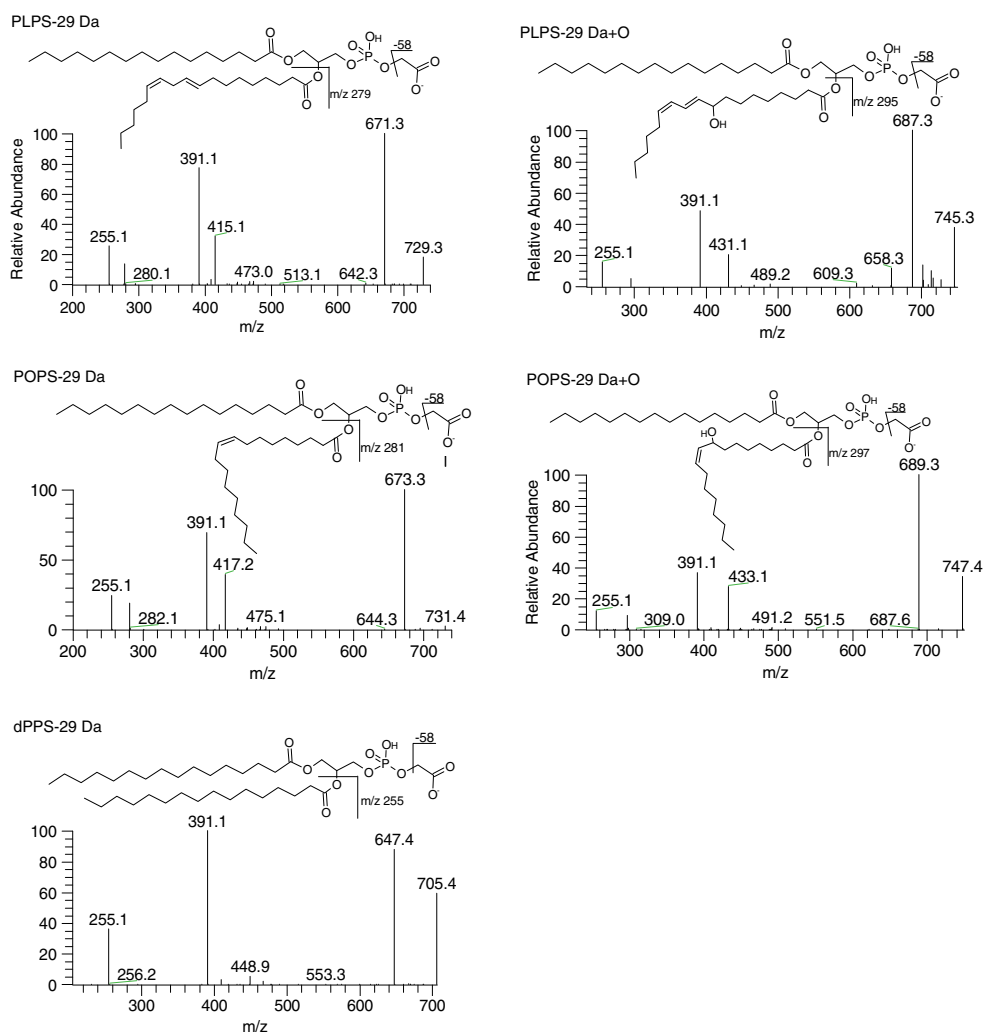 PLPS-29 Da
O
O
OH
O
P
O
-58
O
O
O-
O
O
m/z 279
Relative Abundance
100
80
60
40
20
0
671.3
391.1
415.1
255.1
280.1
473.0
513.1
642.3
729.3
200 300 400 500 600 700
m/z
PLPS-29 Da+O
O
O
OH
O
P
O
-58
O
O
O-
O
O
m/z 295
OH
Relative Abundance
100
80
60
40
20
0
687.3
391.1
431.1
255.1
489.2
609.3
658.3
745.3
300 400 500 600 700
m/z
POPS-29 Da
O
O
OH
O
P
O
-58
O
O
O-
O
O
m/z 281
100
50
0
673.3
391.1
417.2
255.1
282.1
475.1
644.3
731.4
200 300 400 500 600 700
m/z
POPS-29 Da+O
O
O
OH
O
P
O
-58
O
O
O-
O
O
m/z 297
HO
Relative Abundance
100
80
60
40
20
0
689.3
391.1
433.1
255.1
309.0
491.2
551.5
687.6
747.4
300 400 500 600 700
m/z
dPPS-29 Da
O
O
OH
O
P
O
-58
O
O
O-
O
O
m/z 255
100
80
60
40
20
0
391.1
647.4
705.4
255.1
256.2
448.9
553.3
300 400 500 600 700
m/z